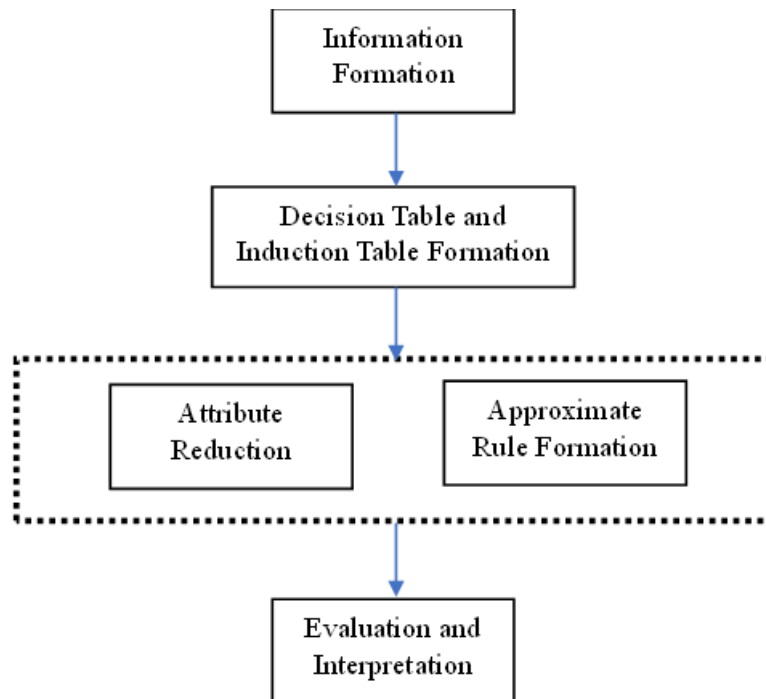 Information
Formation
Decision Table and
Induction Table Formation
Attribute
Reduction
Approximate
Rule Formation
Evaluation and
Interpretation